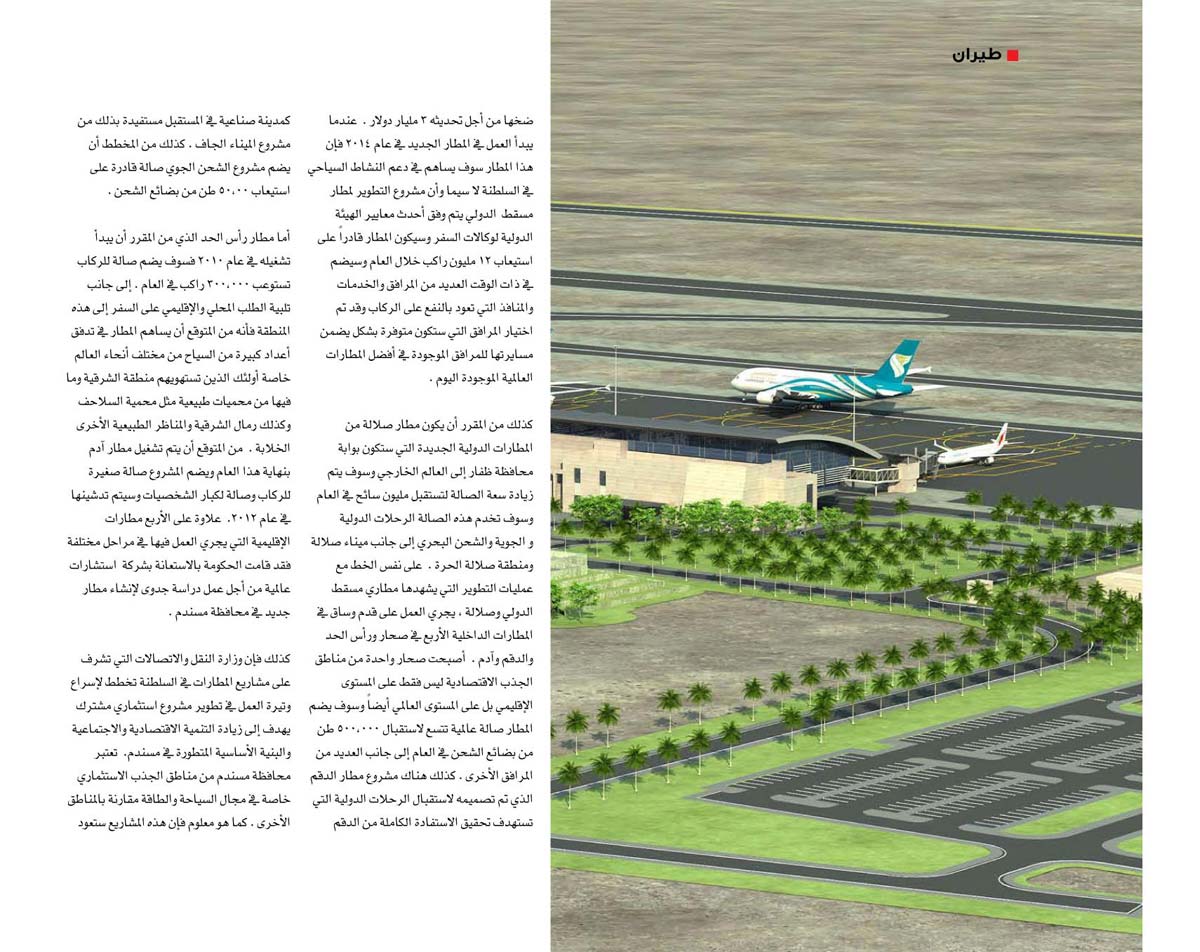 طيران
ضخها من أجل تحديثه ٣ مليار دولار . عندما
يبدأ العمل في المطار الجديد في عام ٢٠١٤ فإن
هذا المطار سوف يساهم في دعم النشاط السياحي
في السلطنة لا سيما وأن مشروع التطوير لمطار
مسقط الدولي يتم وفق أحدث معايير الهيئة
الدولية لوكالات السفر وسيكون المطار قادراً على
استيعاب ١٢ مليون راكب خلال العام وسيضم
في ذات الوقت العديد من المرافق والخدمات
والمنافذ التي تعود بالنفع على الركاب وقد تم
اختيار المرافق التي ستكون متوفرة بشكل يضمن
مسايرتها للمرافق الموجودة في أفضل المطارات
العالمية الموجودة اليوم .
كذلك من المقرر أن يكون مطار صلالة من
المطارات الدولية الجديدة التي ستكون بوابة
محافظة ظفار إلى العالم الخارجي وسوف يتم
زيادة سعة الصالة لتستقبل مليون سائح في العام
وسوف تخدم هذه الصالة الرحلات الدولية
و الجوية والشحن البحري إلى جانب ميناء صلالة
ومنطقة صلالة الحرة . على نفس الخط مع
عمليات التطوير التي يشهدها مطاري مسقط
الدولي وصلالة ، يجري العمل على قدم وساق في
المطارات الداخلية الأربع في صحار ورأس الحد
والدقم وآدم . أصبحت صحار واحدة من مناطق
الجذب الاقتصادية ليس فقط على المستوى
الإقليمي بل على المستوى العالمي أيضاً وسوف يضم
المطار صالة عالمية تتسع لاستقبال ٥٠٠،٠٠٠ طن
من بضائع الشحن في العام إلى جانب العديد من
المرافق الأخرى . كذلك هناك مشروع مطار الدقم
الذي تم تصميمه لاستقبال الرحلات الدولية التي
تستهدف تحقيق الاستفادة الكاملة من الدقم
كمدينة صناعية في المستقبل مستفيدة بذلك من
مشروع الميناء الجاف . كذلك من المخطط أن
يضم مشروع الشحن الجوي صالة قادرة على
استيعاب ٥٠،٠٠ طن من بضائع الشحن .
أما مطار رأس الحد الذي من المقرر أن يبدأ
تشغيله في عام ٢٠١٠ فسوف يضم صالة للركاب
تستوعب ٣٠٠،٠٠٠ راكب في العام . إلى جانب
تلبية الطلب المحلي والإقليمي على السفر إلى هذه
المنطقة فأنه من المتوقع أن يساهم المطار في تدفق
أعداد كبيرة من السياح من مختلف أنحاء العالم
خاصة أولئك الذين تستهويهم منطقة الشرقية وما
فيها من محميات طبيعية مثل محمية السلاحف
وكذلك رمال الشرقية والمناظر الطبيعية الأخرى
الخلابة . من المتوقع أن يتم تشغيل مطار آدم
بنهاية هذا العام ويضم المشروع صالة صغيرة
للركاب وصالة لكبار الشخصيات وسيتم تدشينها
في عام ٢٠١٢. علاوة على الأربع مطارات
الإقليمية التي يجري العمل فيها في مراحل مختلفة
فقد قامت الحكومة بالاستعانة بشركة استشارات
عالمية من أجل عمل دراسة جدوى لإنشاء مطار
جديد في محافظة مسندم .
كذلك فإن وزارة النقل والاتصالات التي تشرف
على مشاريع المطارات في السلطنة تخطط لإسراع
وتيرة العمل في تطوير مشروع استثماري مشترك
يهدف إلى زيادة التنمية الاقتصادية والاجتماعية
والبنية الأساسية المتطورة في مسندم. تعتبر
محافظة مسندم من مناطق الجذب الاستثماري
خاصة في مجال السياحة والطاقة مقارنة بالمناطق
الأخرى . كما هو معلوم فإن هذه المشاريع ستعود